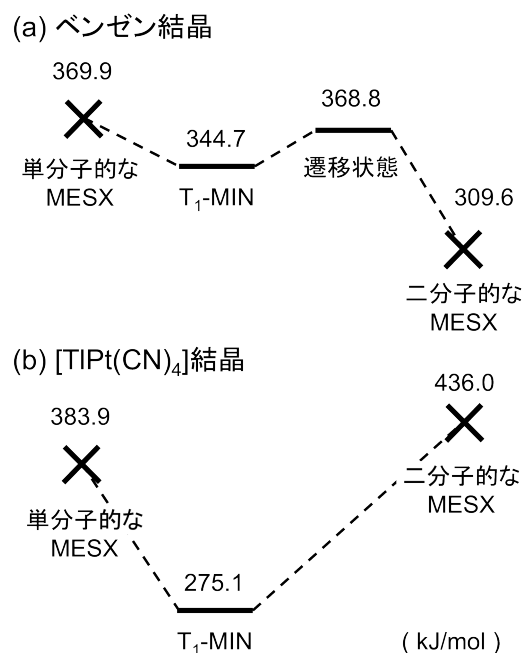 (a) ベンゼン結晶
369.9
368.8
344.7
単分子的な
MESX
遷移状態
T1-MIN
309.6
二分子的な
MESX
(b) [TlPt(CN)4]結晶
383.9
436.0
単分子的な
MESX
二分子的な
MESX
275.1
T1-MIN
( kJ/mol )